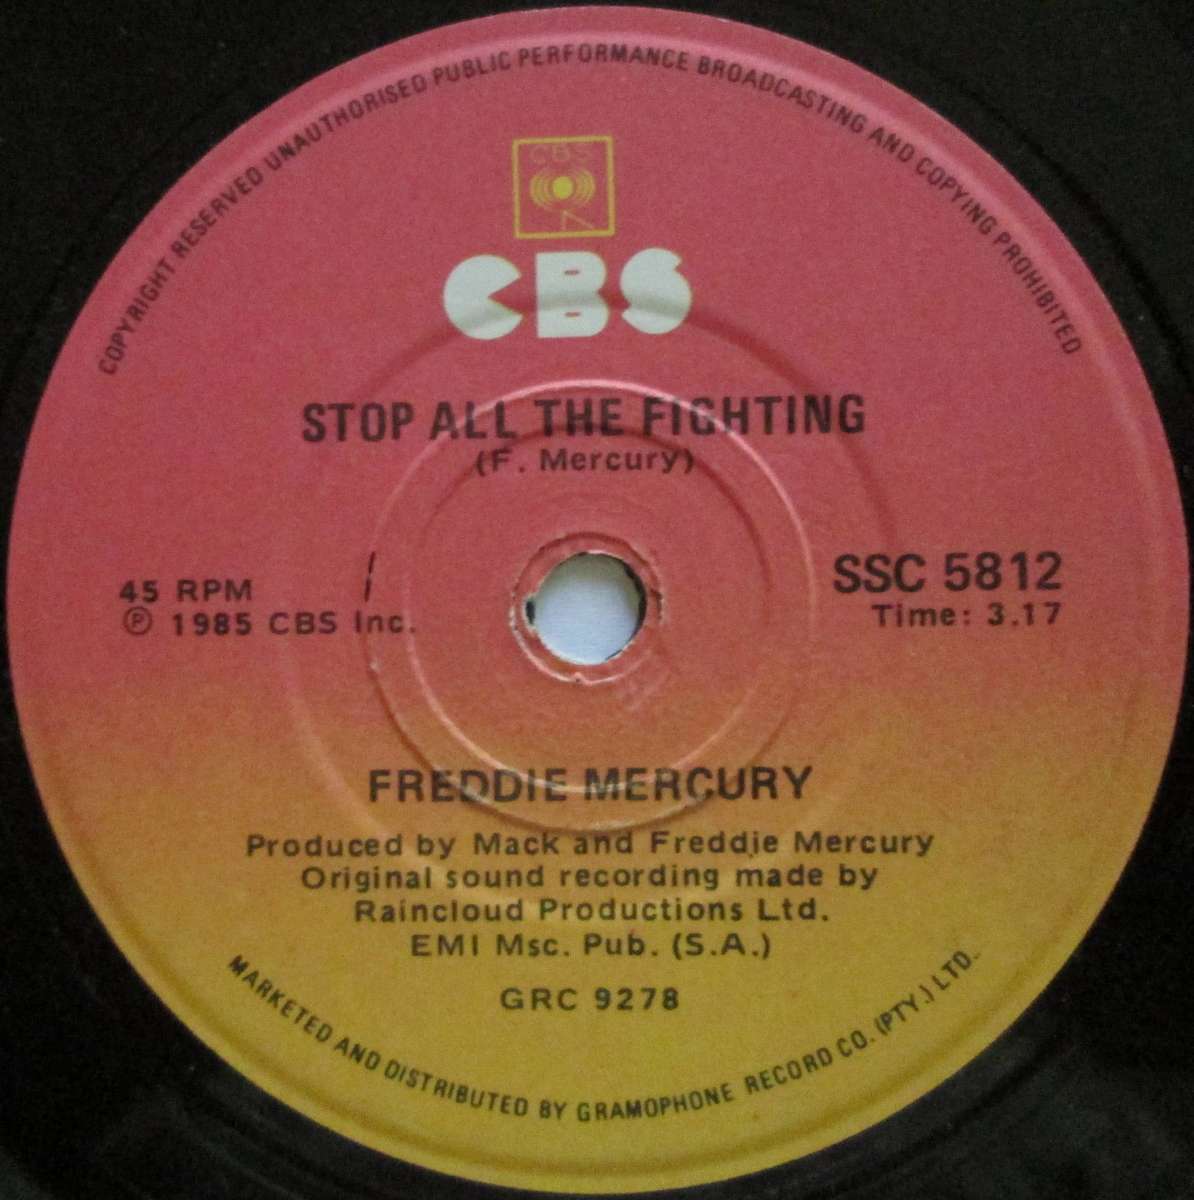 COPYRIGHT RESERVED UNAUTHORISED PUBLIC PERFORMANCE BROADCASTING AND COPYING PROHIBITED
CBS
CBS
STOP ALL THE FIGHTING
(F. Mercury)
45 RPM
℗ 1985 CBS Inc.
SSC 5812
Time: 3.17
FREDDIE MERCURY
Produced by Mack and Freddie Mercury
Original sound recording made by
Raincloud Productions Ltd.
EMI Msc. Pub. (S.A.)
GRC 9278
MARKETED AND DISTRIBUTED BY GRAMOPHONE RECORD CO. (PTY.) LTD.